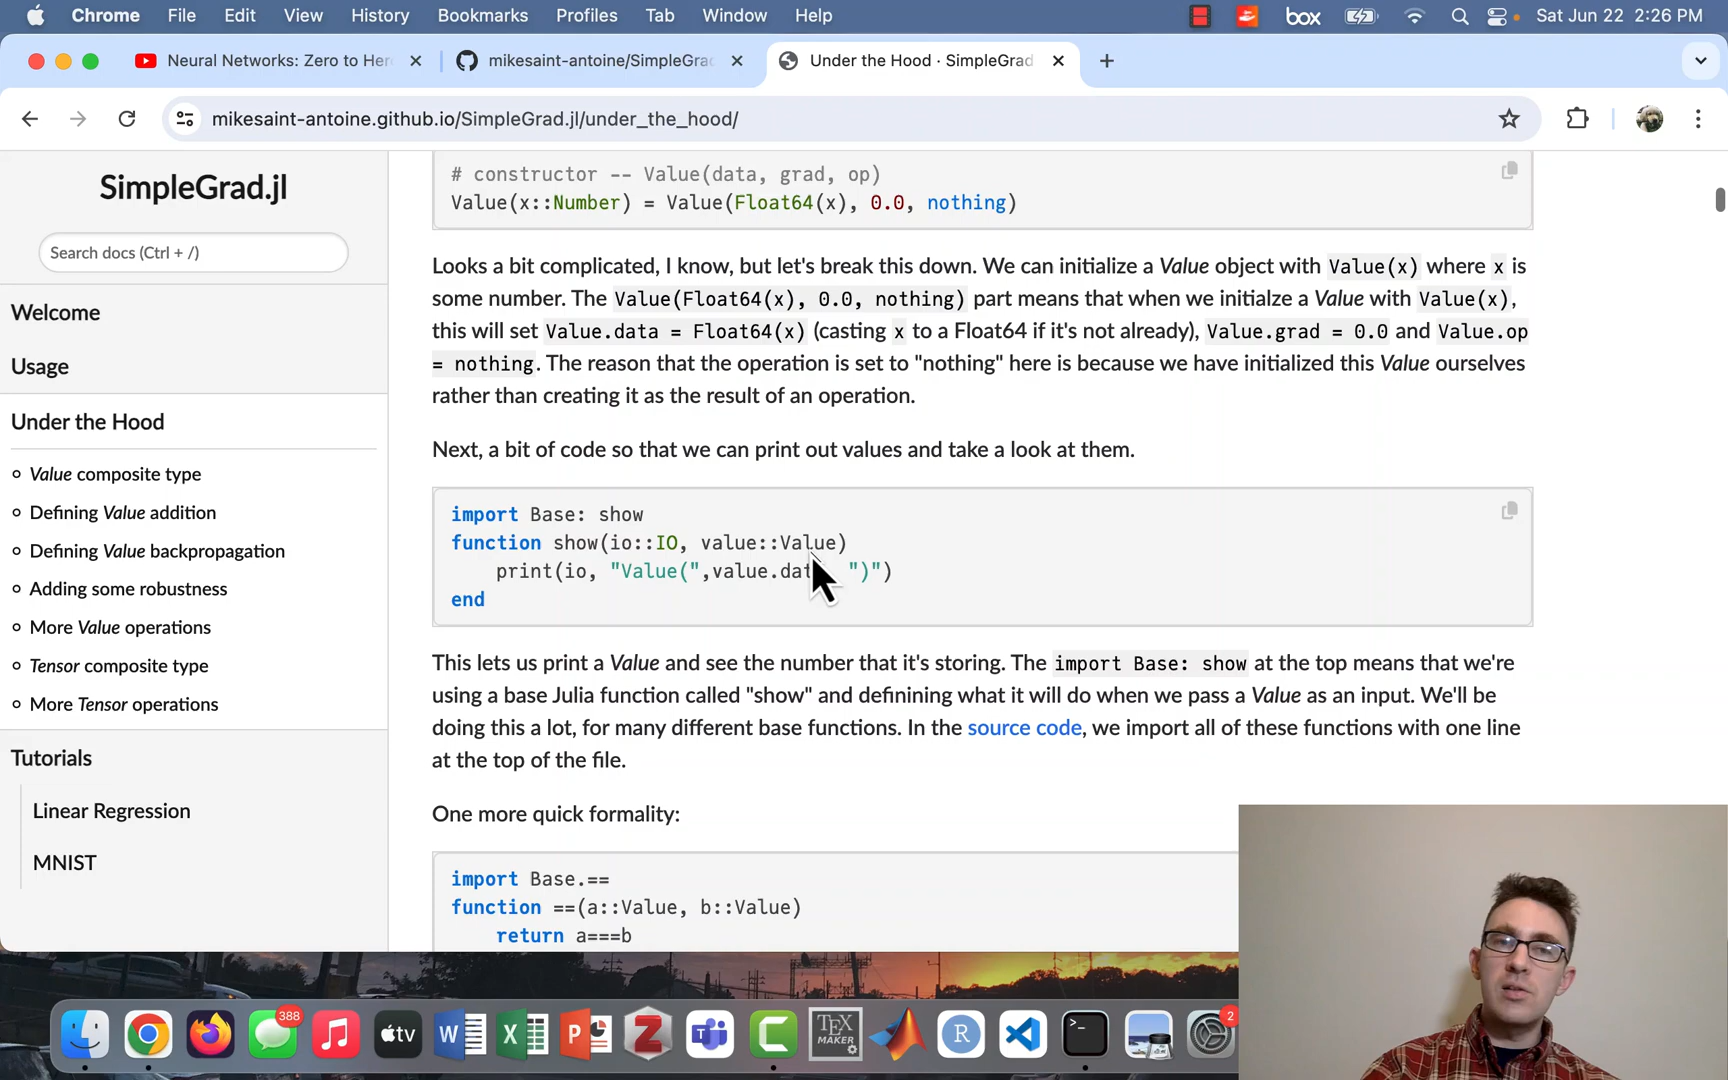 Chrome File Edit View History Bookmarks Profiles Tab Window Help box Sat Jun 22 2:26 PM
Neural Networks: Zero to Her mikesaint-antoine/SimpleGra Under the Hood · SimpleGrad
mikesaint-antoine.github.io/SimpleGrad.jl/under_the_hood/
SimpleGrad.jl
Search docs (Ctrl + /)
Welcome
Usage
Under the Hood
Value composite type
Defining Value addition
Defining Value backpropagation
Adding some robustness
More Value operations
Tensor composite type
More Tensor operations
Tutorials
Linear Regression
MNIST
# constructor -- Value(data, grad, op)
Value(x::Number) = Value(Float64(x), 0.0, nothing)
Looks a bit complicated, I know, but let's break this down. We can initialize a Value object with Value(x) where x is
some number. The Value(Float64(x), 0.0, nothing) part means that when we initialze a Value with Value(x),
this will set Value.data = Float64(x) (casting x to a Float64 if it's not already), Value.grad = 0.0 and Value.op
= nothing. The reason that the operation is set to "nothing" here is because we have initialized this Value ourselves
rather than creating it as the result of an operation.
Next, a bit of code so that we can print out values and take a look at them.
import Base: show
function show(io::IO, value::Value)
print(io, "Value(",value.dat ")")
end
This lets us print a Value and see the number that it's storing. The import Base: show at the top means that we're
using a base Julia function called "show" and definining what it will do when we pass a Value as an input. We'll be
doing this a lot, for many different base functions. In the source code, we import all of these functions with one line
at the top of the file.
One more quick formality:
import Base.==
function ==(a::Value, b::Value)
return a===b
388
tv W X P Z T C TEX MAKER R >_ 2